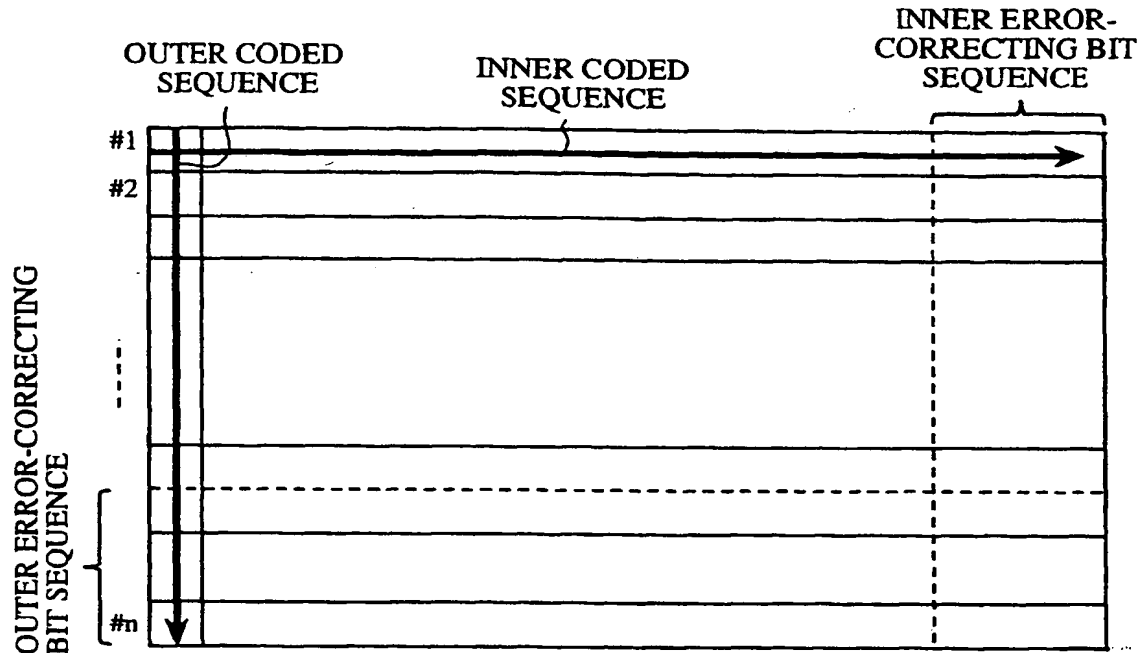 OUTER CODED
SEQUENCE
INNER CODED
SEQUENCE
INNER ERROR-
CORRECTING BIT
SEQUENCE
#1
#2
OUTER ERROR-CORRECTING
BIT SEQUENCE
#n